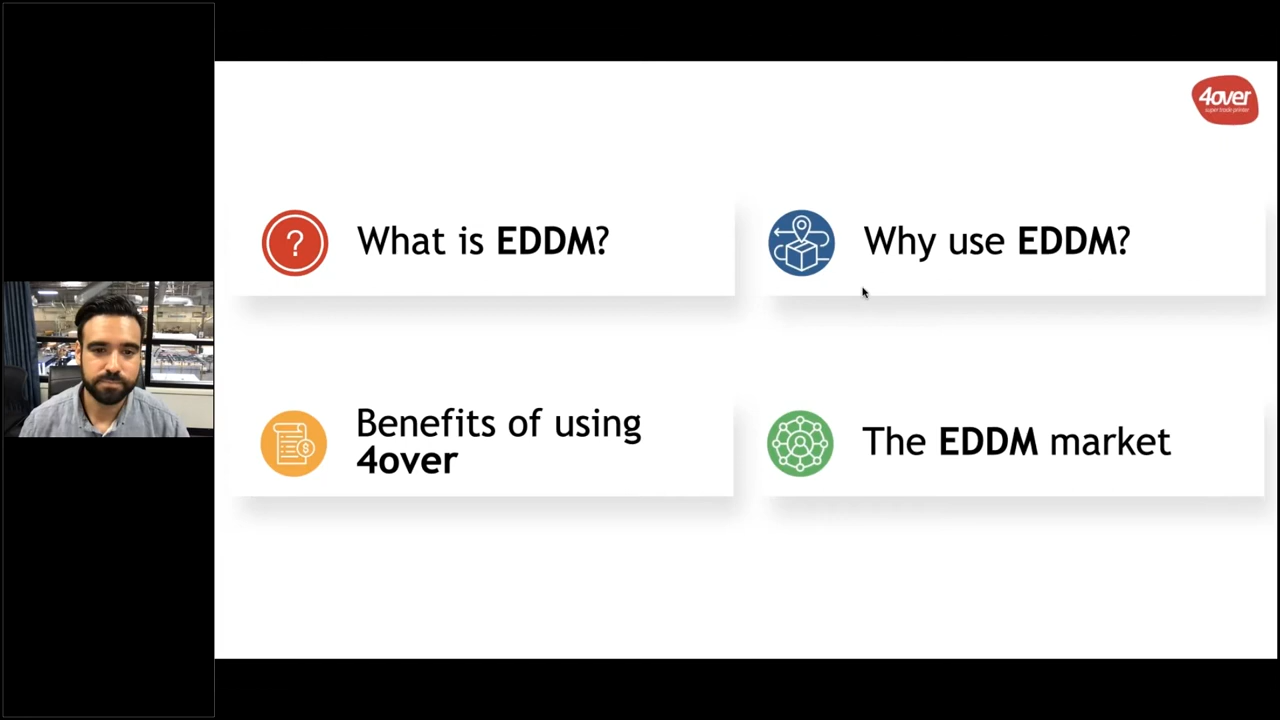 4over
super trade printer
What is EDDM?
Why use EDDM?
Benefits of using
4over
The EDDM market